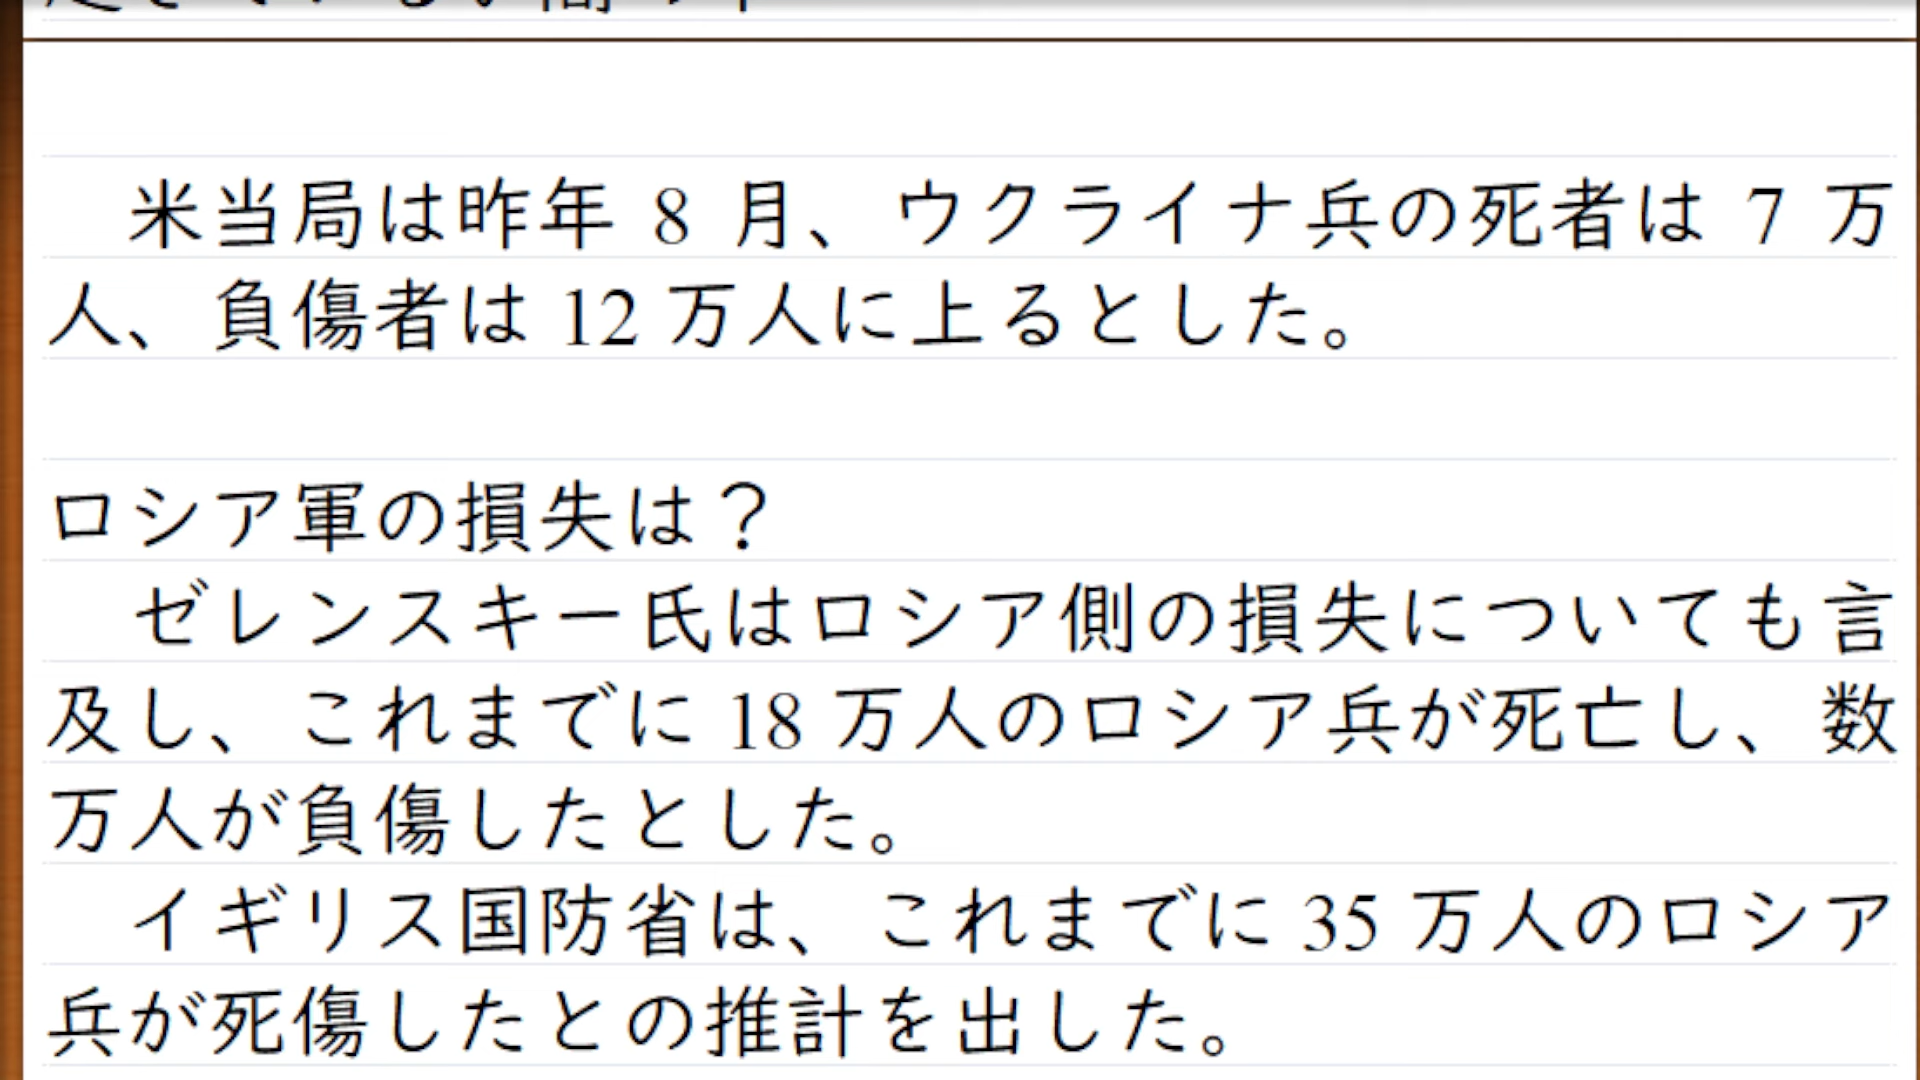 米当局は昨年 8 月、ウクライナ兵の死者は 7 万
人、負傷者は 12 万人に上るとした。
ロシア軍の損失は？
ゼレンスキー氏はロシア側の損失についても言
及し、これまでに 18 万人のロシア兵が死亡し、数
万人が負傷したとした。
イギリス国防省は、これまでに 35 万人のロシア
兵が死傷したとの推計を出した。